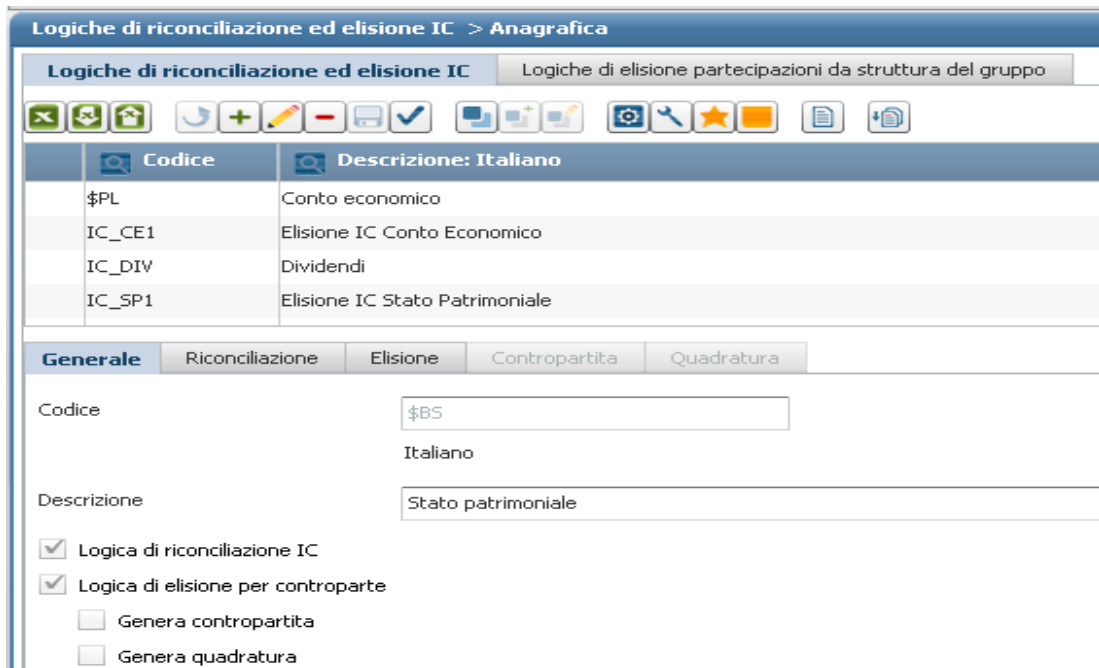 Logiche di riconciliazione ed elisione IC > Anagrafica
Logiche di riconciliazione ed elisione IC Logiche di elisione partecipazioni da struttura del gruppo
Codice Descrizione: Italiano
$PL Conto economico
IC_CE1 Elisione IC Conto Economico
IC_DIV Dividendi
IC_SP1 Elisione IC Stato Patrimoniale
Generale Riconciliazione Elisione Contropartita Quadratura
Codice $BS
Italiano
Descrizione Stato patrimoniale
Logica di riconciliazione IC
Logica di elisione per controparte
Genera contropartita
Genera quadratura